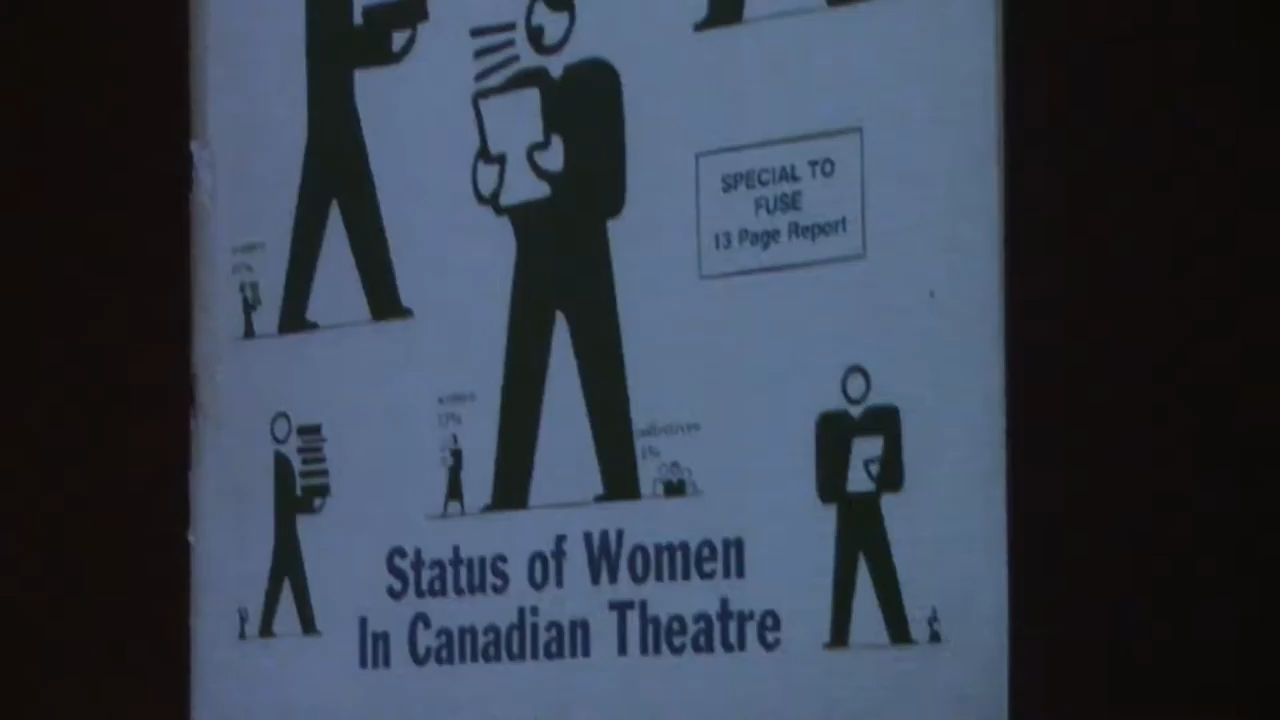 SPECIAL TO
FUSE
13 Page Report
Status of Women
In Canadian Theatre